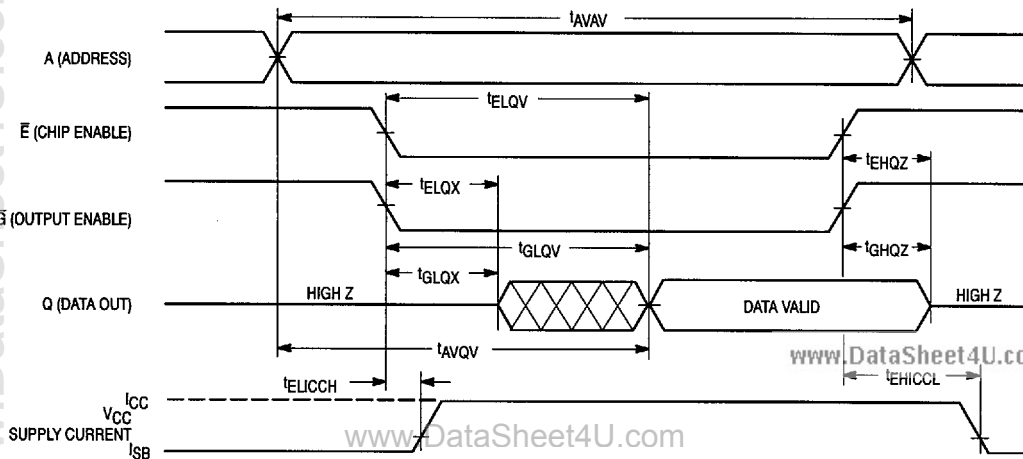 tAVAV
A (ADDRESS)
tELQV
E (CHIP ENABLE)
tEHQZ
tELQX
G (OUTPUT ENABLE)
tGLQV
tGHQZ
tGLQX
HIGH Z
Q (DATA OUT)
DATA VALID
HIGH Z
tAVQV
www.DataSheet4U.co
tELICCH
tEHICCL
ICC
VCC
SUPPLY CURRENT
ISB
www.DataSheet4U.com